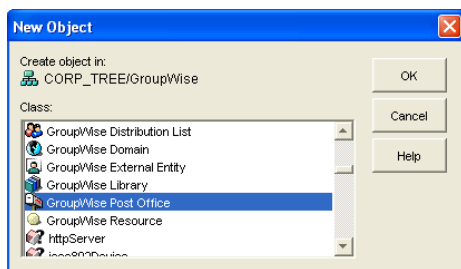 New Object
Create object in:
CORP_TREE/GroupWise
OK
Class:
Cancel
GroupWise Distribution List
GroupWise Domain
Help
GroupWise External Entity
GroupWise Library
GroupWise Post Office
GroupWise Resource
httpServer
ieee802Device